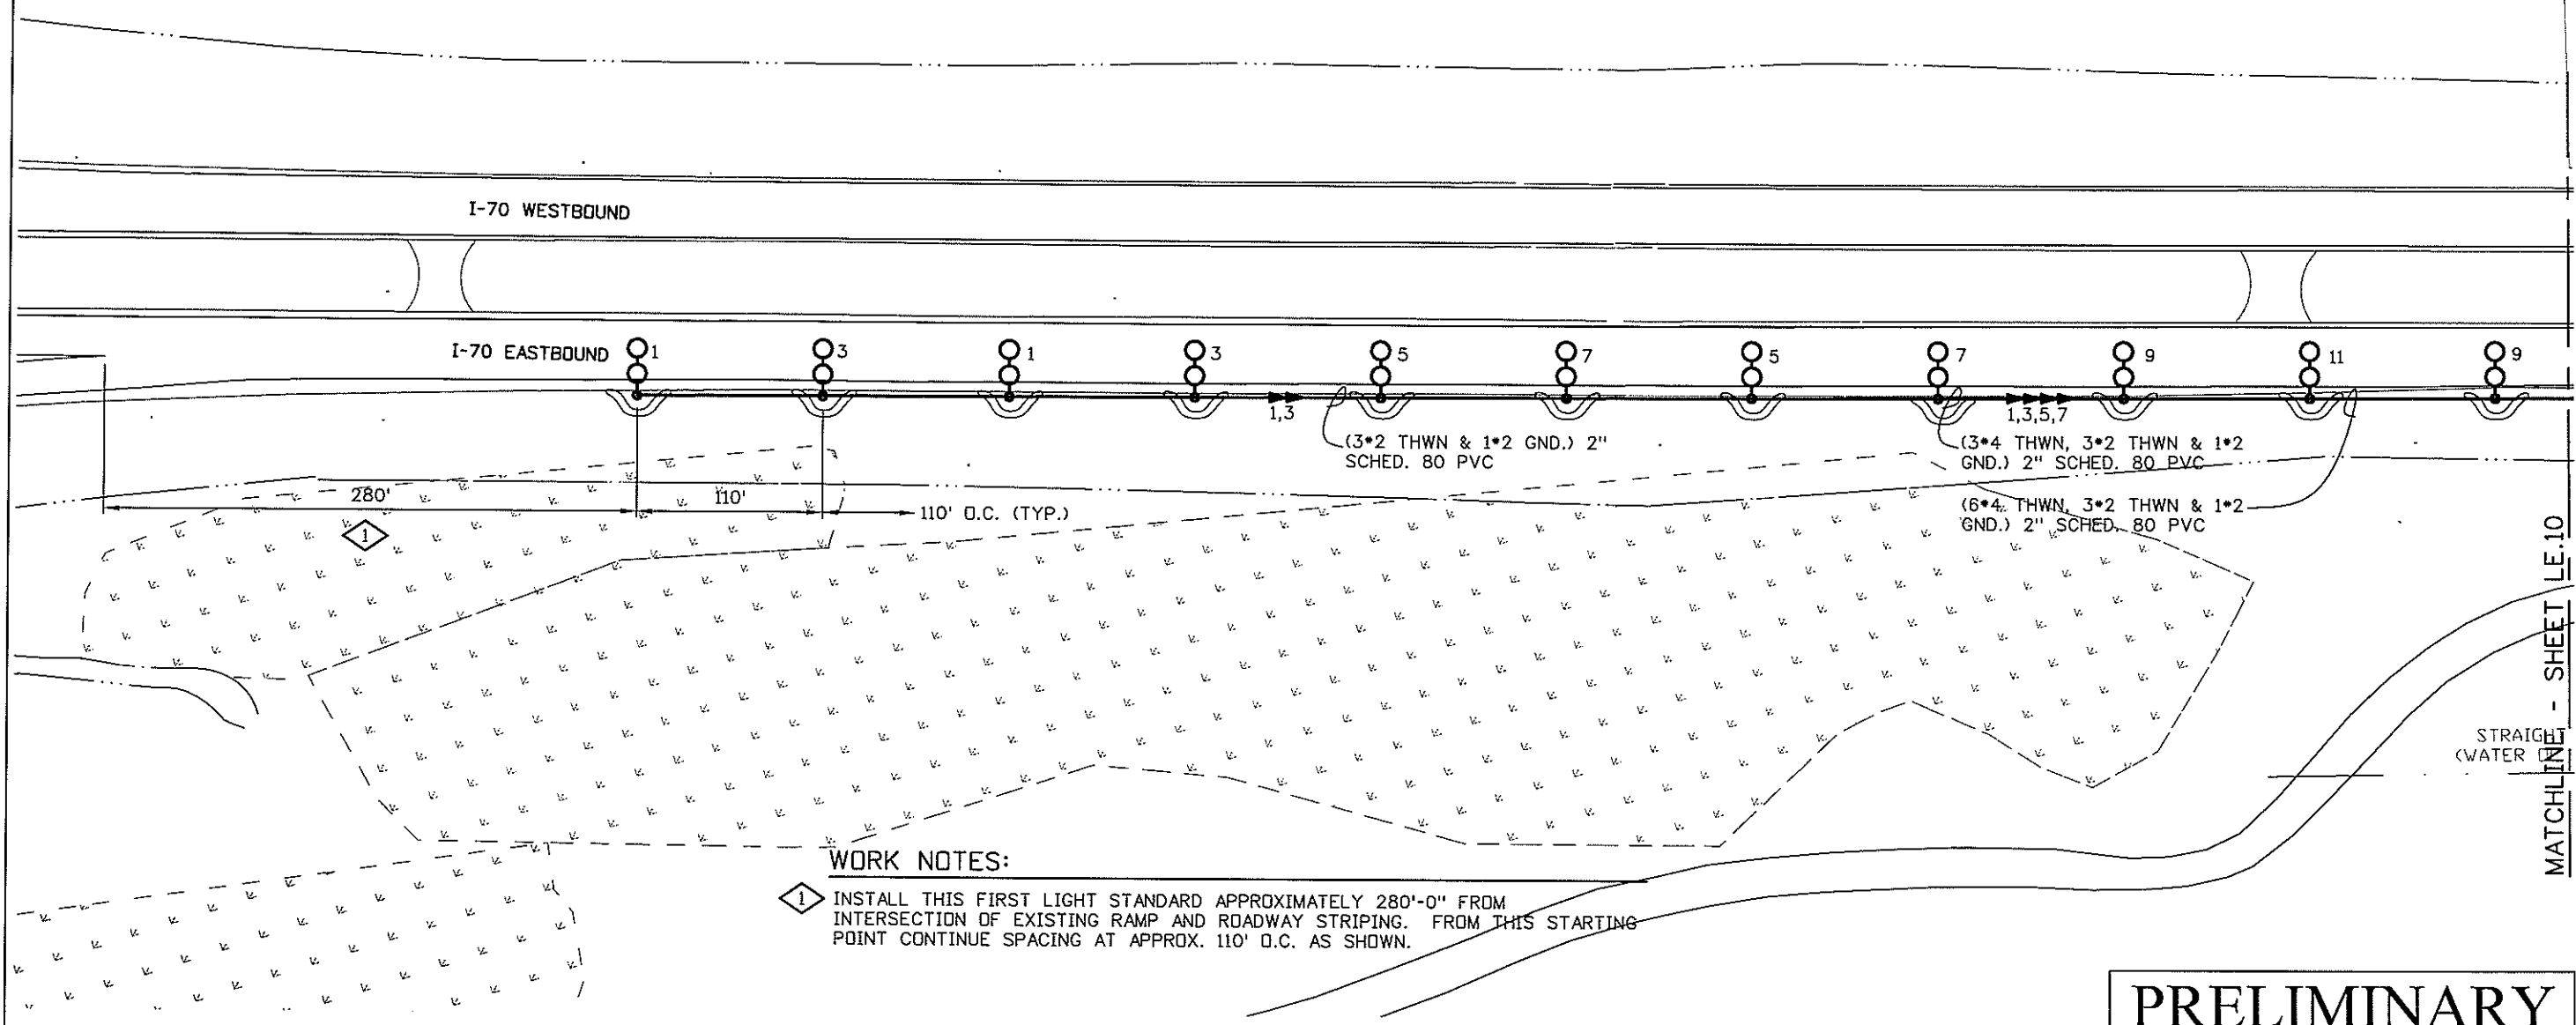 I-70 WESTBOUND
I-70 EASTBOUND
1
3
1
3
5
7
5
7
9
11
9
1,3
1,3,5,7
(3#2 THWN & 1#2 GND.) 2"
SCHED. 80 PVC
(3#4 THWN, 3#2 THWN & 1#2
GND.) 2" SCHED. 80 PVC
(6#4 THWN, 3#2 THWN & 1#2
GND.) 2" SCHED. 80 PVC
280'
110'
110' O.C. (TYP.)
1
MATCHLINE - SHEET LE.10
STRAIGHT
(WATER
WORK NOTES:
1 INSTALL THIS FIRST LIGHT STANDARD APPROXIMATELY 280'-0" FROM
INTERSECTION OF EXISTING RAMP AND ROADWAY STRIPING. FROM THIS STARTING
POINT CONTINUE SPACING AT APPROX. 110' O.C. AS SHOWN.
PRELIMINARY